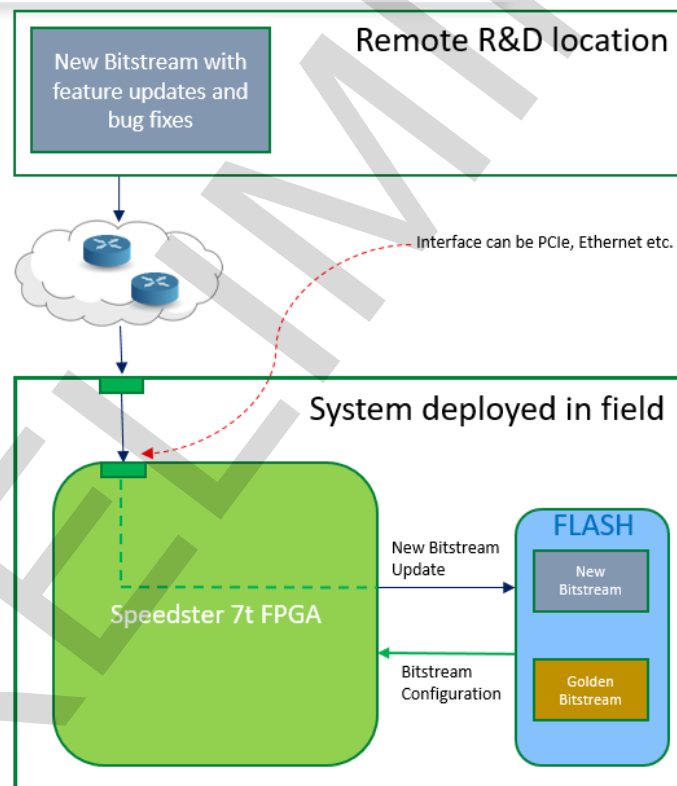 Remote R&D location
New Bitstream with
feature updates and
bug fixes
Interface can be PCIe, Ethernet etc.
System deployed in field
FLASH
New Bitstream
Update
New
Bitstream
Speedster 7t FPGA
Bitstream
Configuration
Golden
Bitstream